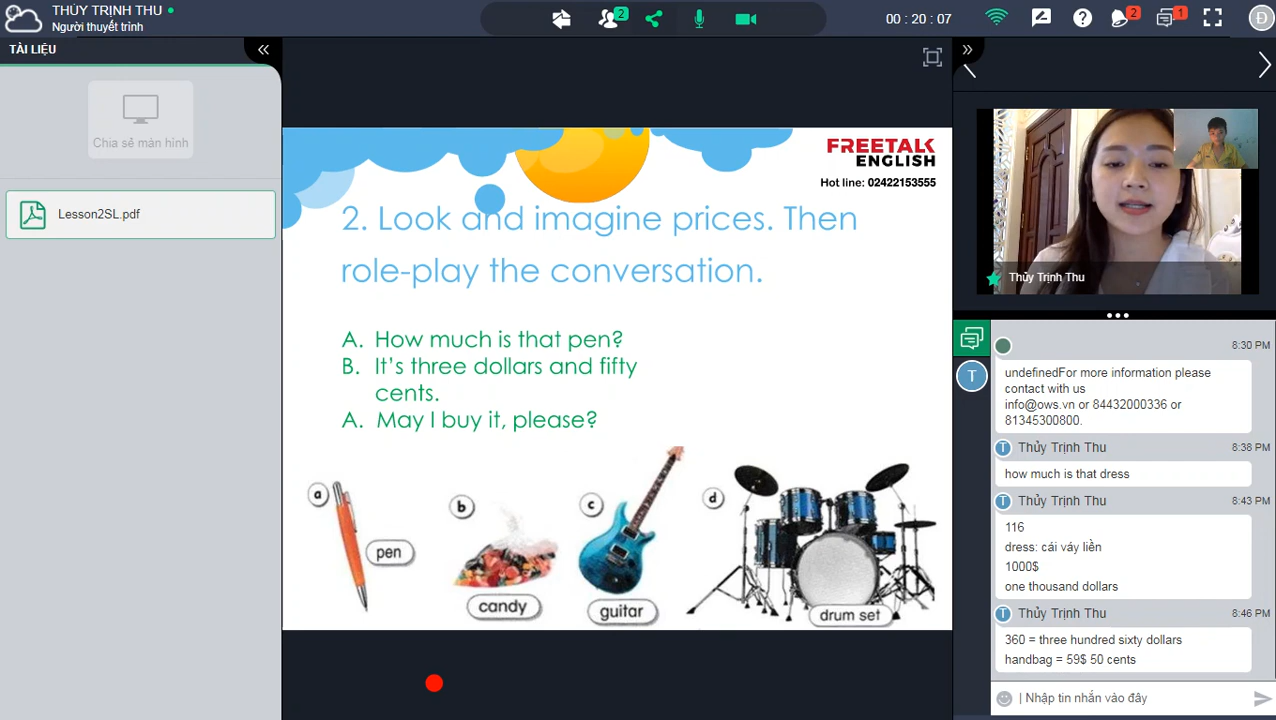 THỦY TRỊNH THU
Người thuyết trình
2
00 : 20 : 07
2
1
Đ
TÀI LIỆU
Chia sẻ màn hình
Lesson2SL.pdf
FREETALK
ENGLISH
Hot line: 02422153555
2. Look and imagine prices. Then
role-play the conversation.
A. How much is that pen?
B. It's three dollars and fifty
cents.
A. May I buy it, please?
a
pen
b
candy
c
guitar
d
drum set
Thủy Trịnh Thu
T
8:30 PM
undefinedFor more information please
contact with us
info@ows.vn or 84432000336 or
81345300800.
T Thủy Trịnh Thu 8:38 PM
how much is that dress
T Thủy Trịnh Thu 8:43 PM
116
dress: cái váy liền
1000$
one thousand dollars
T Thủy Trịnh Thu 8:46 PM
360 = three hundred sixty dollars
handbag = 59$ 50 cents
Nhập tin nhắn vào đây